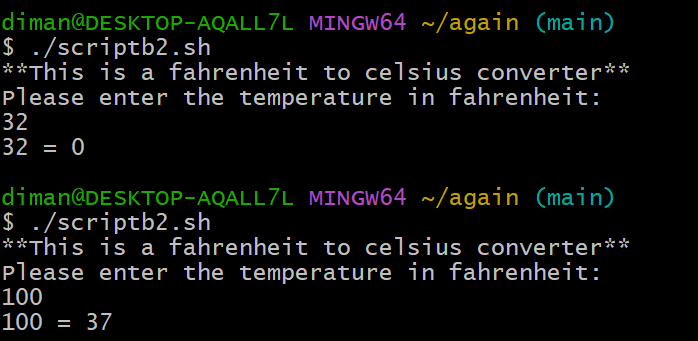 diman@DESKTOP-AQALL7L MINGW64 ~/again (main)
$ ./scriptb2.sh
**This is a fahrenheit to celsius converter**
Please enter the temperature in fahrenheit:
32
32 = 0
diman@DESKTOP-AQALL7L MINGW64 ~/again (main)
$ ./scriptb2.sh
**This is a fahrenheit to celsius converter**
Please enter the temperature in fahrenheit:
100
100 = 37